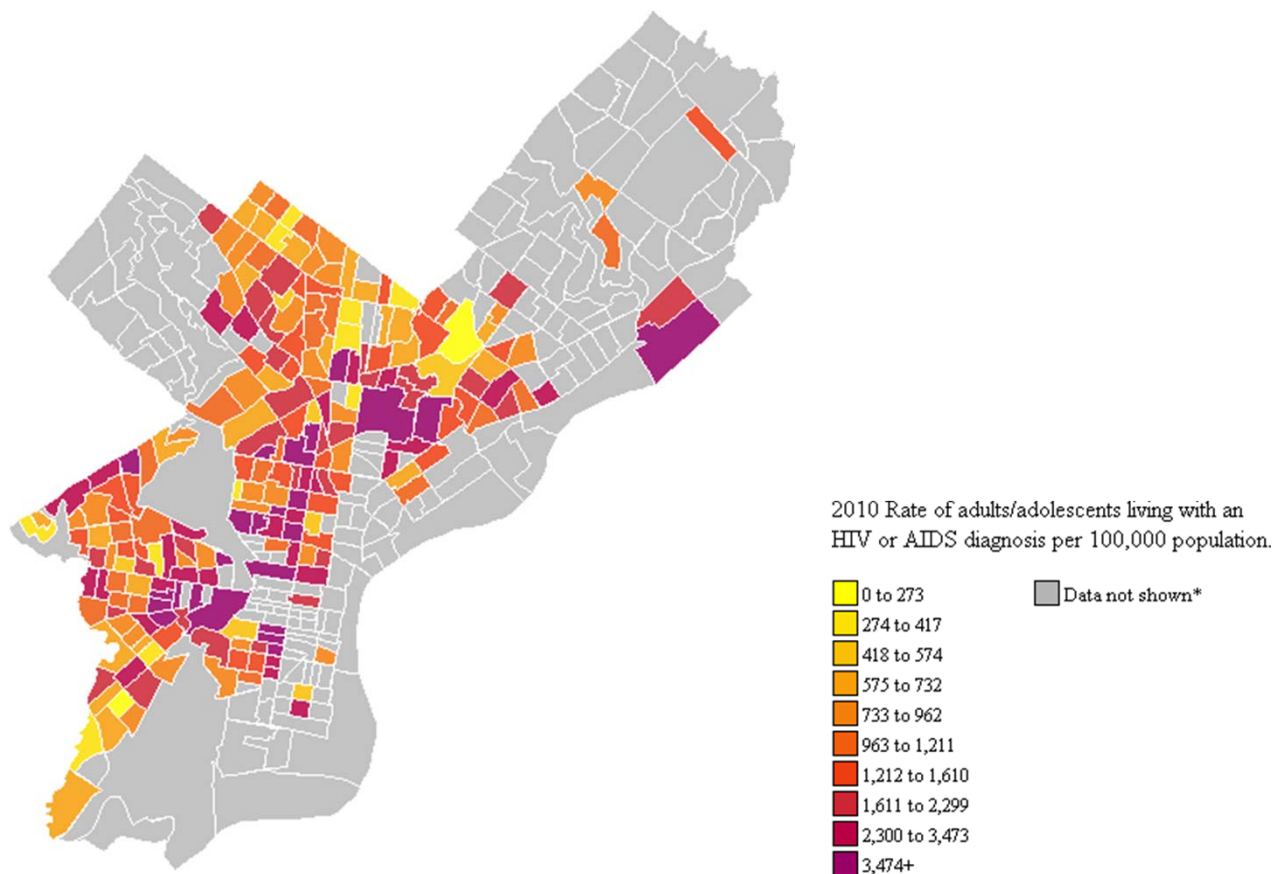 2010 Rate of adults/adolescents living with an
HIV or AIDS diagnosis per 100,000 population.
0 to 273
Data not shown*
274 to 417
418 to 574
575 to 732
733 to 962
963 to 1,211
1,212 to 1,610
1,611 to 2,299
2,300 to 3,473
3,474+